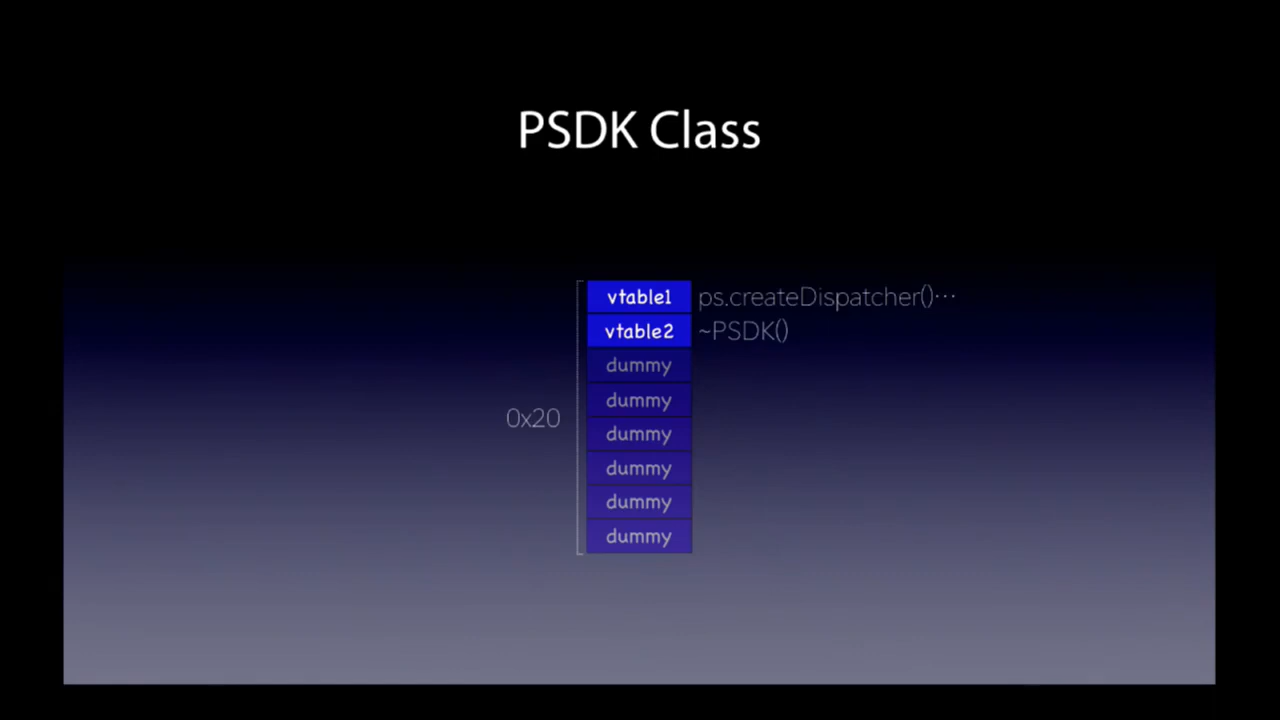 PSDK Class
vtable1 ps.createDispatcher()⋯
vtable2 ~PSDK()
dummy
dummy
0x20
dummy
dummy
dummy
dummy